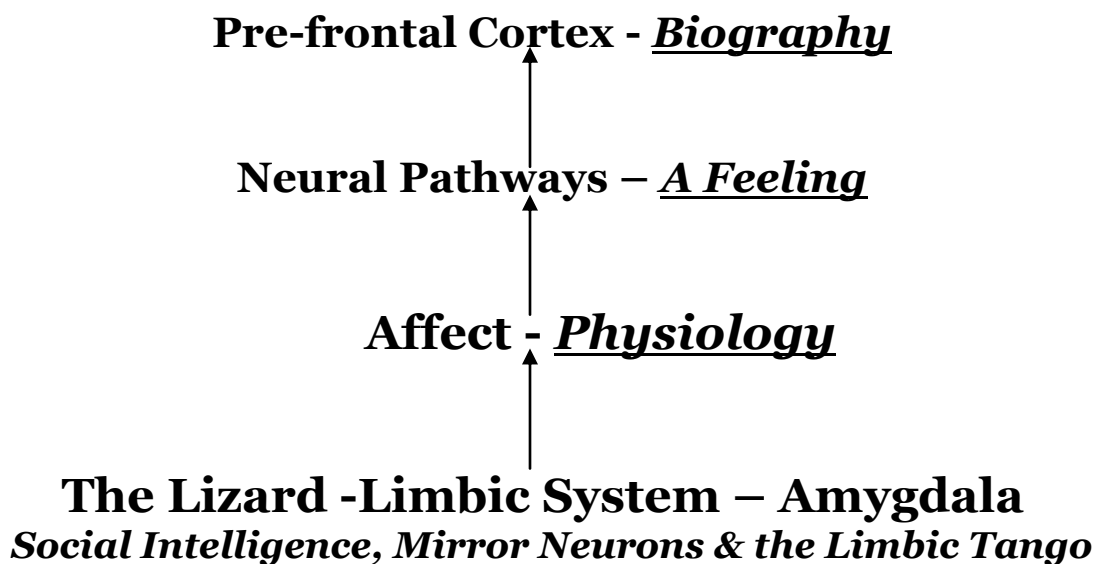 Pre-frontal Cortex - Biography
Neural Pathways – A Feeling
Affect - Physiology
The Lizard -Limbic System – Amygdala
Social Intelligence, Mirror Neurons & the Limbic Tango